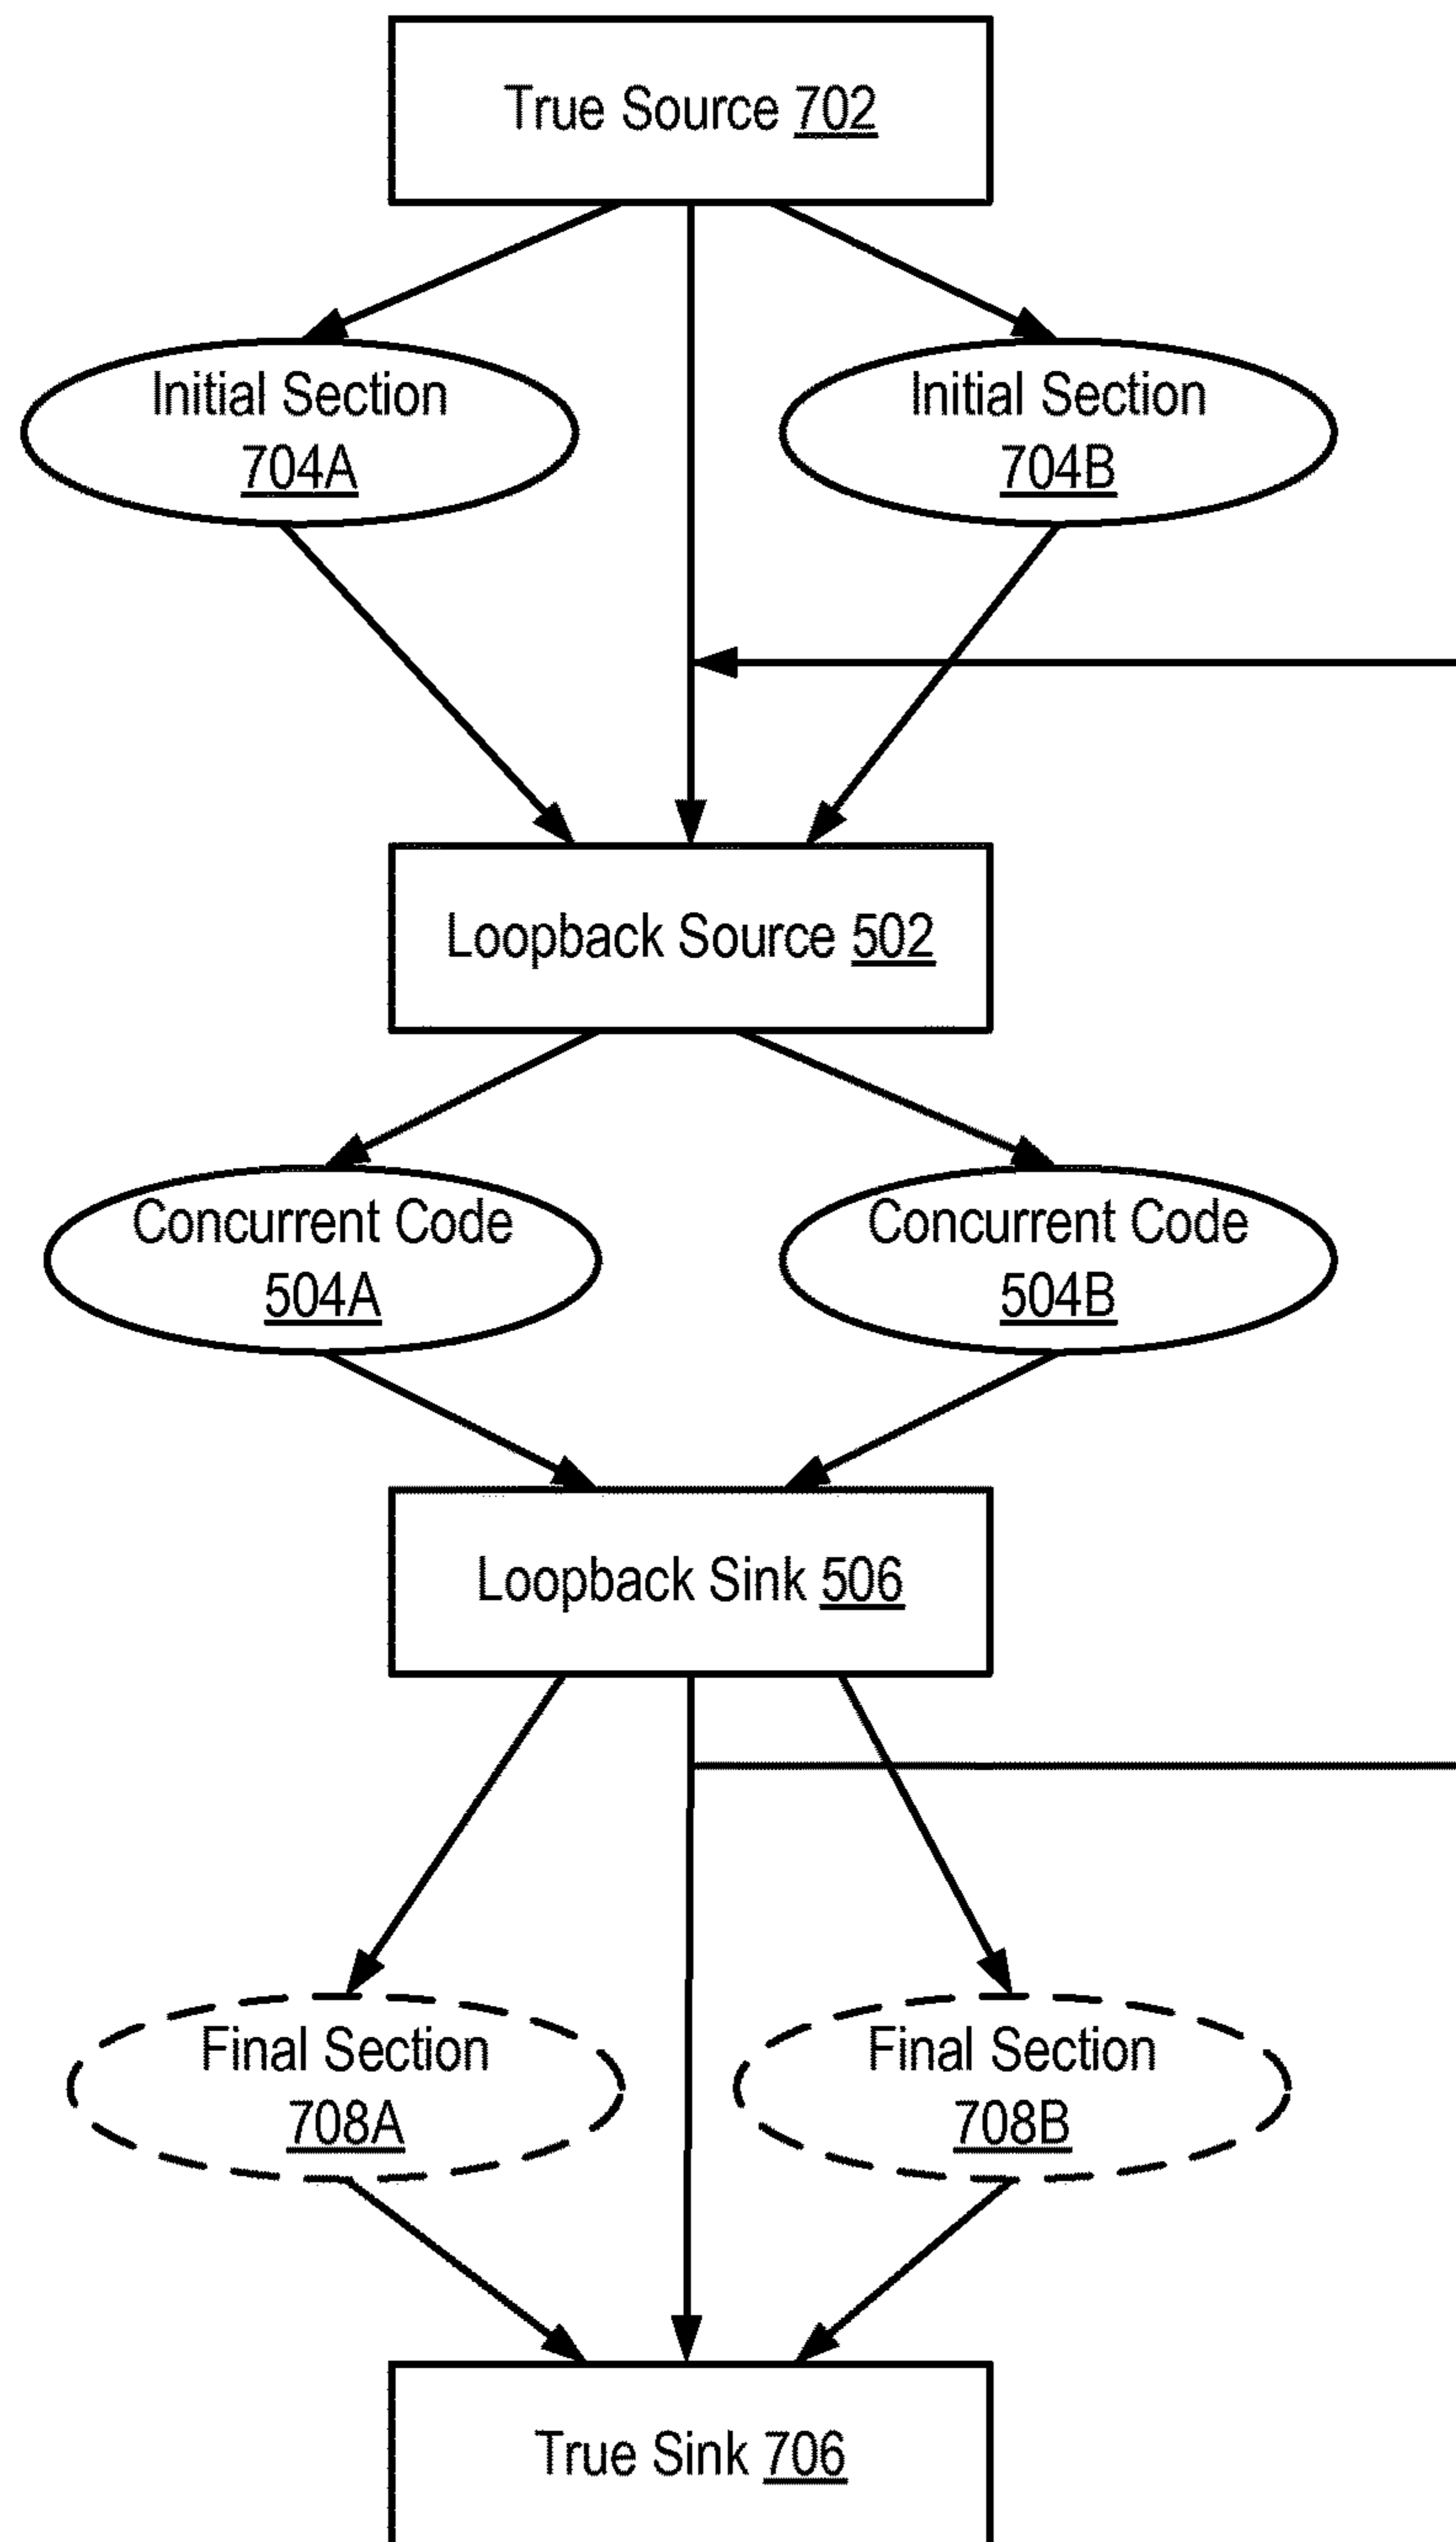 True Source 702
Initial Section
704A
Initial Section
704B
Loopback Source 502
Concurrent Code
504A
Concurrent Code
504B
Loopback Sink 506
Final Section
708A
Final Section
708B
True Sink 706